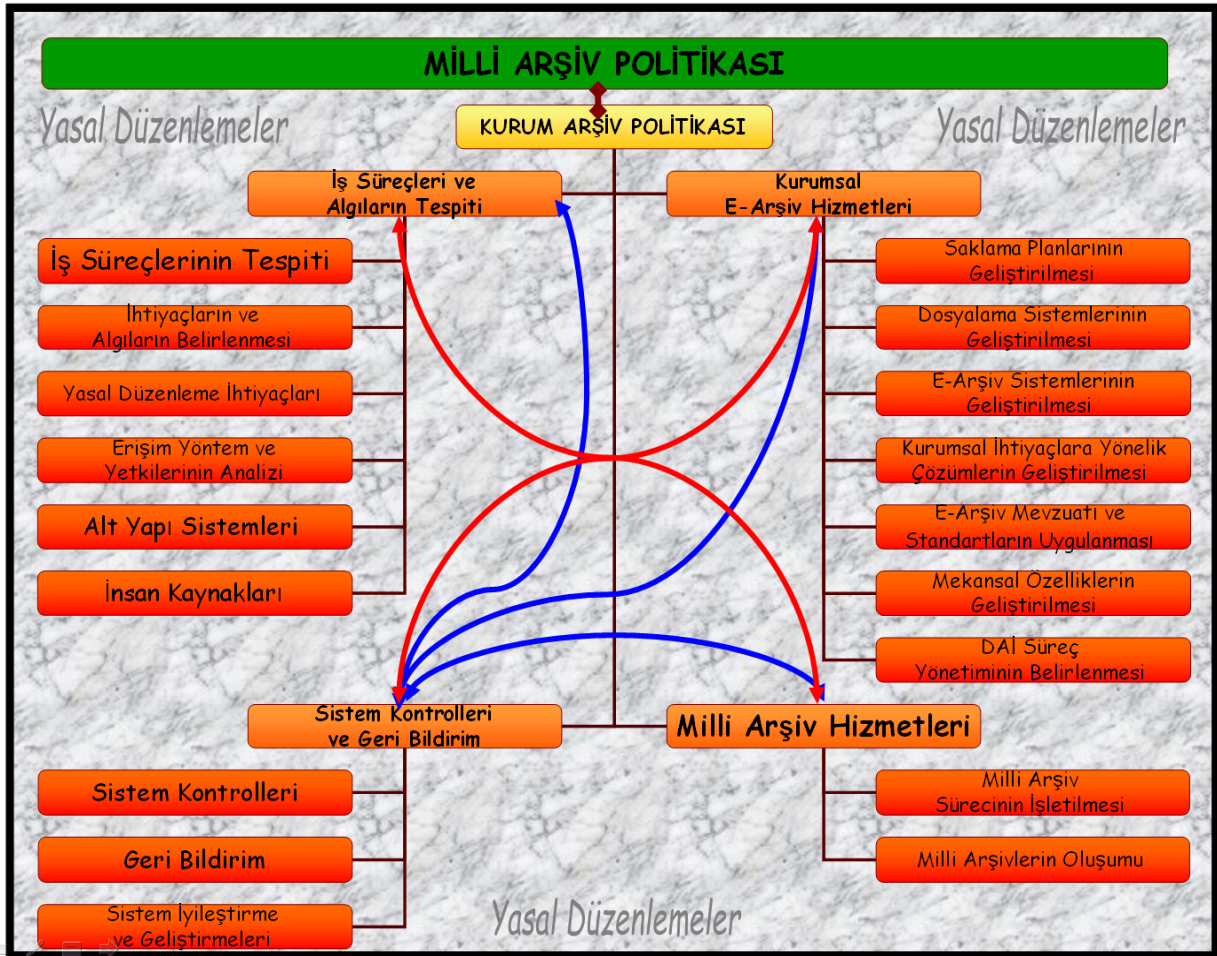 MİLLİ ARŞİV POLİTİKASI
Yasal Düzenlemeler
Yasal Düzenlemeler
KURUM ARŞİV POLİTİKASI
İş Süreçleri ve
Algıların Tespiti
İş Süreçlerinin Tespiti
İhtiyaçların ve
Algıların Belirlenmesi
Yasal Düzenleme İhtiyaçları
Erişim Yöntem ve
Yetkilerinin Analizi
Alt Yapı Sistemleri
İnsan Kaynakları
Kurumsal
E-Arşiv Hizmetleri
Saklama Planlarının
Geliştirilmesi
Dosyalama Sistemlerinin
Geliştirilmesi
E-Arşiv Sistemlerinin
Geliştirilmesi
Kurumsal İhtiyaçlara Yönelik
Çözümlerin Geliştirilmesi
E-Arşiv Mevzuatı ve
Standartların Uygulanması
Mekansal Özelliklerin
Geliştirilmesi
DAİ Süreç
Yönetiminin Belirlenmesi
Sistem Kontrolleri
ve Geri Bildirim
Sistem Kontrolleri
Geri Bildirim
Sistem İyileştirme
ve Geliştirmeleri
Milli Arşiv Hizmetleri
Milli Arşiv
Sürecinin İşletilmesi
Milli Arşivlerin Oluşumu
Yasal Düzenlemeler